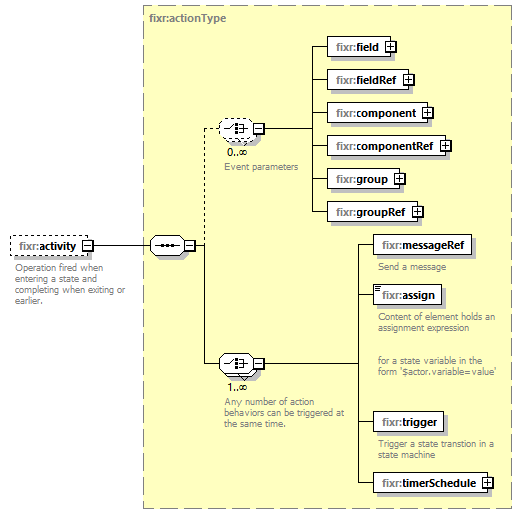 fixr:actionType
fixr:field
fixr:fieldRef
fixr:component
0..∞
Event parameters
fixr:componentRef
fixr:group
fixr:groupRef
fixr:activity
Operation fired when
entering a state and
completing when exiting or
earlier.
fixr:messageRef
Send a message
fixr:assign
Content of element holds an
assignment expression
for a state variable in the
form '$actor.variable=value'
1..∞
Any number of action
behaviors can be triggered at
the same time.
fixr:trigger
Trigger a state transtion in a
state machine
fixr:timerSchedule